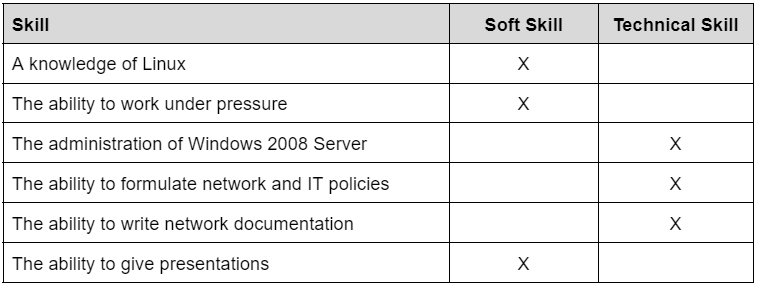 Skill Soft Skill Technical Skill
A knowledge of Linux X
The ability to work under pressure X
The administration of Windows 2008 Server X
The ability to formulate network and IT policies X
The ability to write network documentation X
The ability to give presentations X